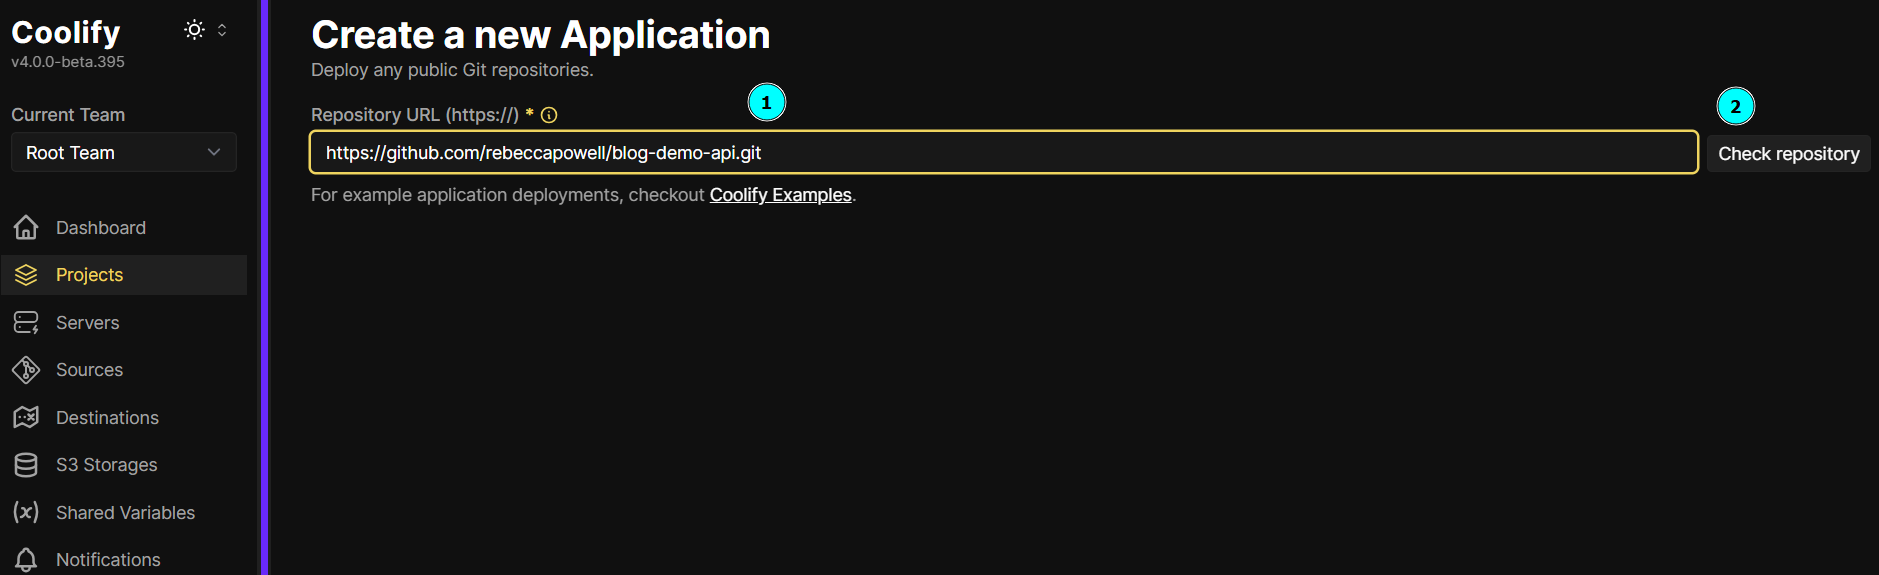 Coolify
v4.0.0-beta.395
Current Team
Root Team
Dashboard
Projects
Servers
Sources
Destinations
S3 Storages
Shared Variables
Notifications
Create a new Application
Deploy any public Git repositories.
Repository URL (https://) *
1
2
https://github.com/rebeccapowell/blog-demo-api.git
Check repository
For example application deployments, checkout Coolify Examples.